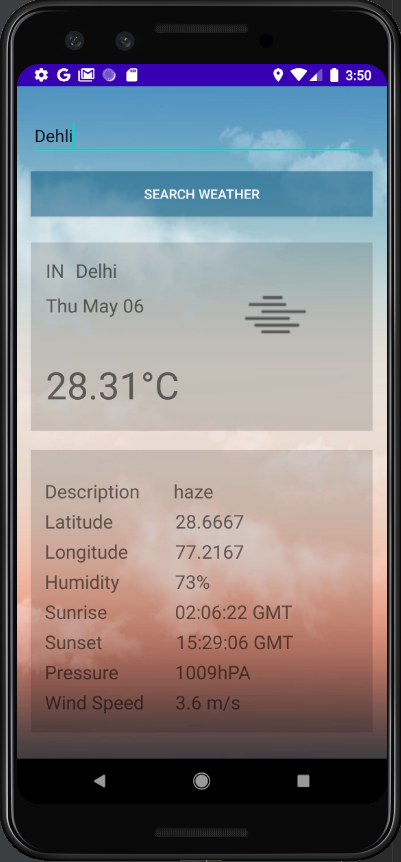 3:50
Dehli
SEARCH WEATHER
IN Delhi
Thu May 06
28.31°C
Description haze
Latitude 28.6667
Longitude 77.2167
Humidity 73%
Sunrise 02:06:22 GMT
Sunset 15:29:06 GMT
Pressure 1009hPA
Wind Speed 3.6 m/s